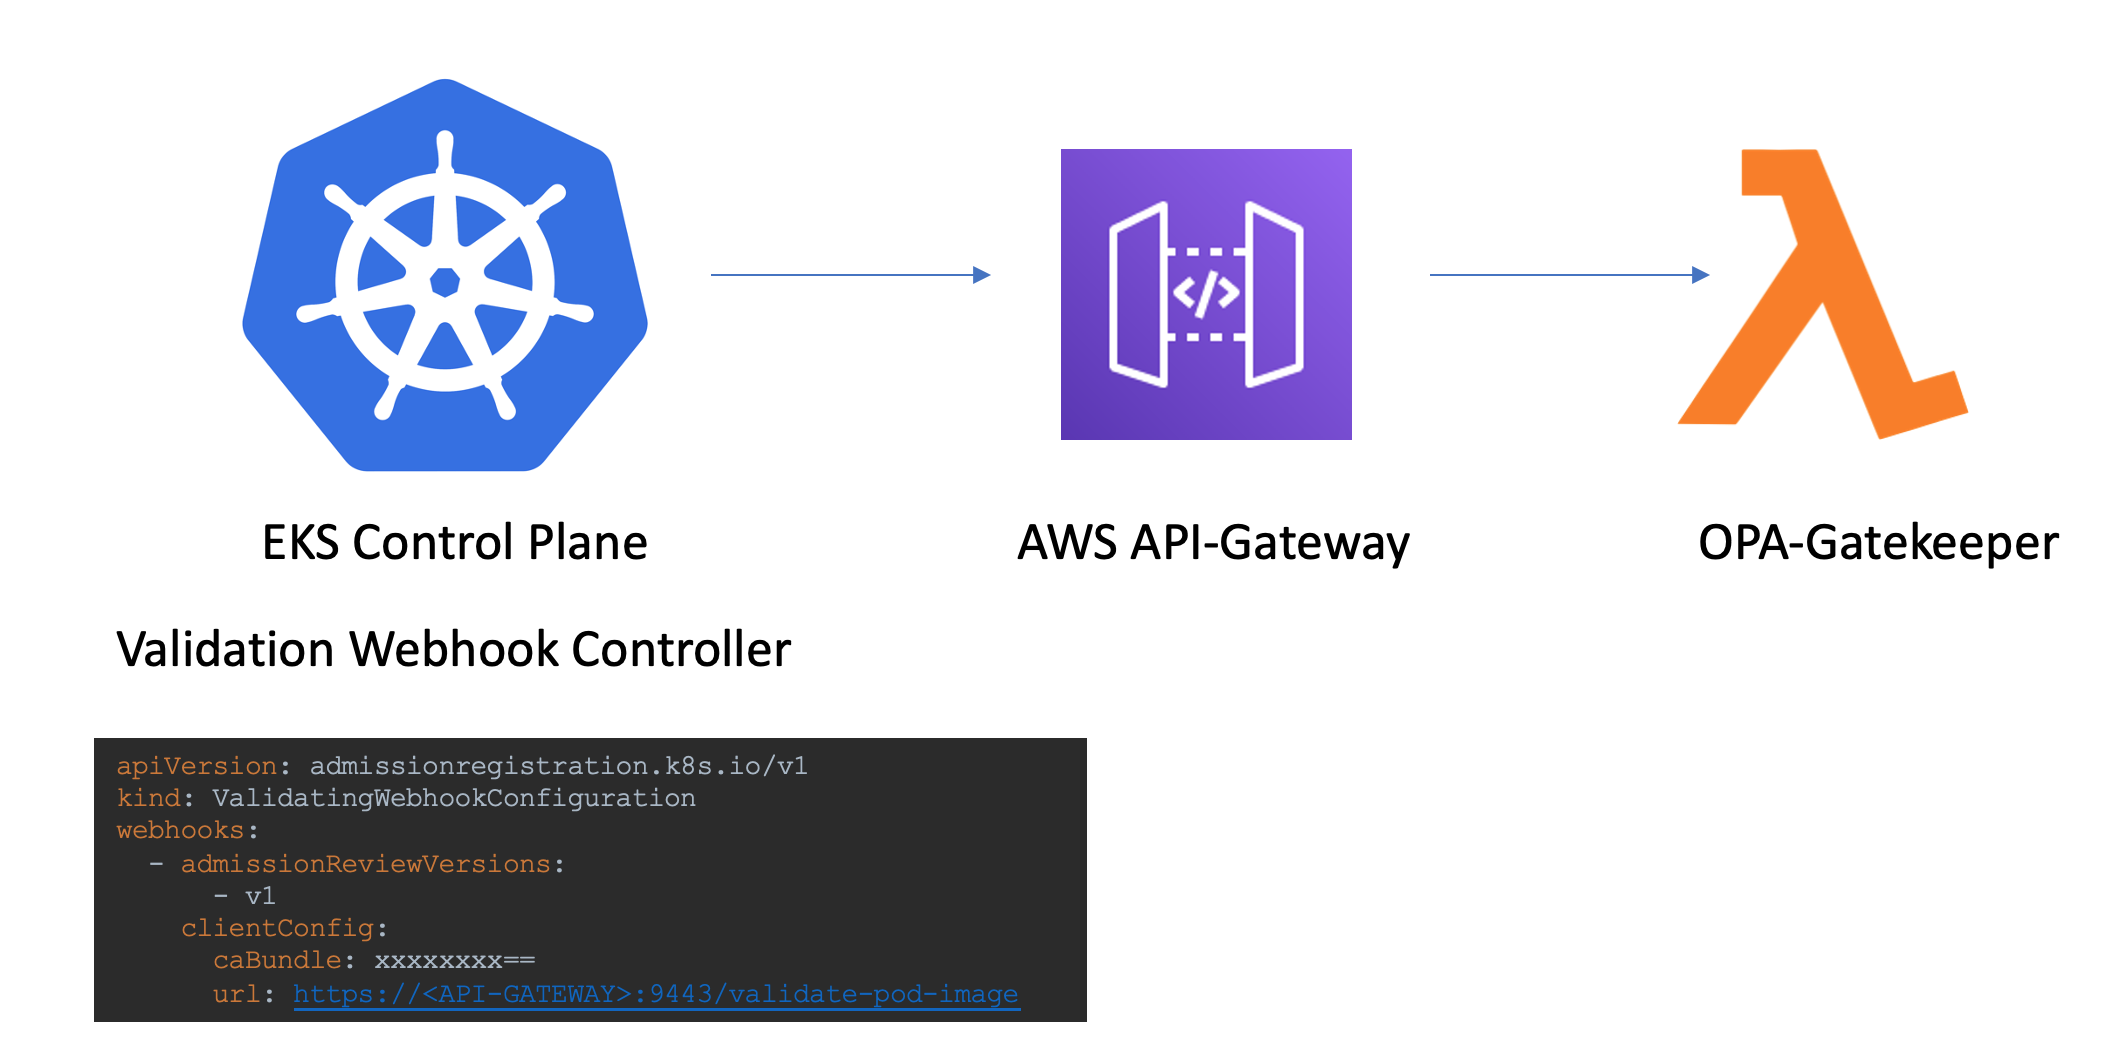 </>
EKS Control Plane
AWS API-Gateway
OPA-Gatekeeper
Validation Webhook Controller
apiVersion: admissionregistration.k8s.io/v1
kind: ValidatingWebhookConfiguration
webhooks:
  - admissionReviewVersions:
      - v1
    clientConfig:
      caBundle: xxxxxxxx==
      url: https://<API-GATEWAY>:9443/validate-pod-image